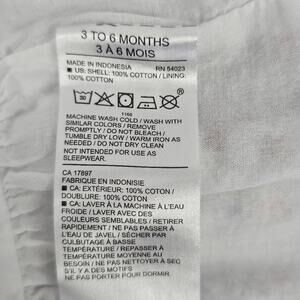 3 TO 6 MONTHS
3 À 6 MOIS
MADE IN INDONESIA RN 54023
■ US: SHELL: 100% COTTON / LINING:
100% COTTON
30
1166
MACHINE WASH COLD / WASH WITH
SIMILAR COLORS / REMOVE
PROMPTLY / DO NOT BLEACH /
TUMBLE DRY LOW / WARM IRON AS
NEEDED / DO NOT DRY CLEAN
NOT INTENDED FOR USE AS
SLEEPWEAR.
CA 17897
FABRIQUÉ EN INDONÉSIE
■ CA: EXTÉRIEUR: 100% COTON /
DOUBLURE: 100% COTON
■ CA: LAVER À LA MACHINE À L'EAU
FROIDE / LAVER AVEC DES
COULEURS SEMBLABLES / RETIRER
RAPIDEMENT / NE PAS UTILISER
D'EAU DE JAVEL / SÉCHER PAR
CULBUTAGE À BASSE
TEMPÉRATURE / REPASSER À
TEMPÉRATURE MOYENNE AU
BESOIN / NE PAS NETTOYER À SEC
S'IL Y A DES MOTIFS
NE PAS PORTER POUR DORMIR.